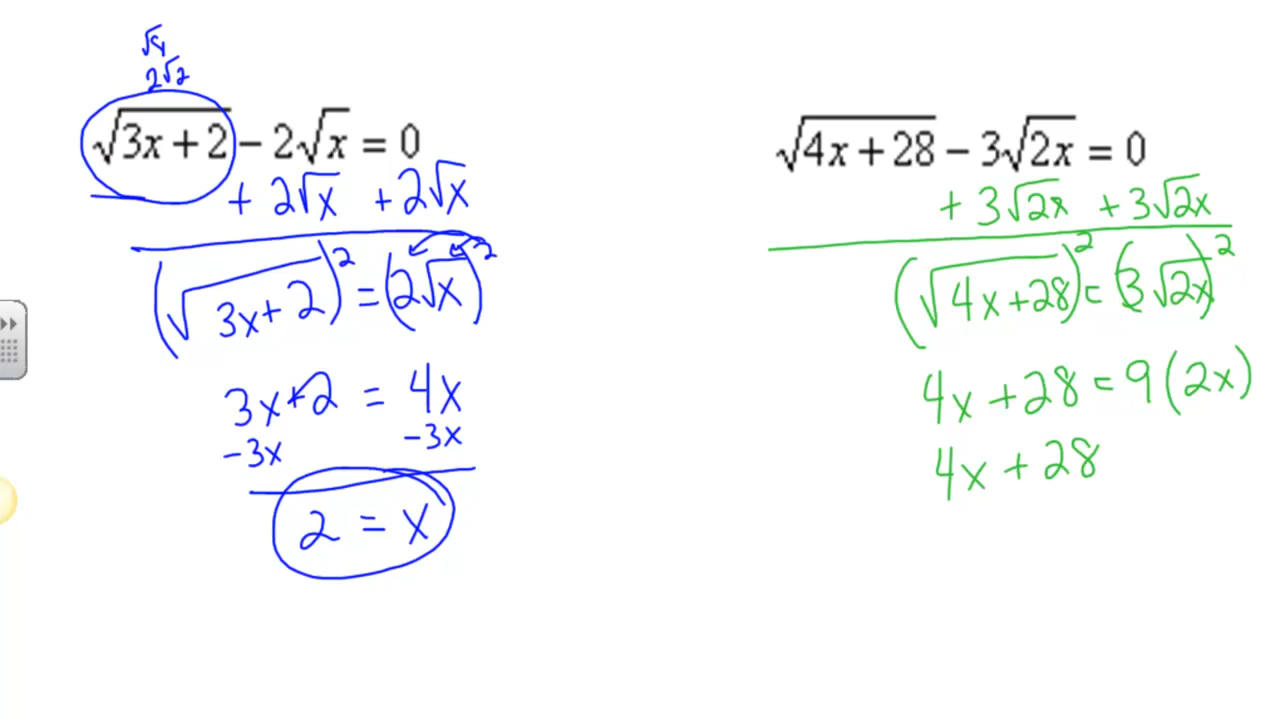 √8
2√2
√3x + 2 − 2√x = 0
+ 2√x + 2√x
(√3x + 2)² = (2√x)²
3x + 2 = 4x
−3x −3x
2 = x
√4x + 28 − 3√2x = 0
+ 3√2x + 3√2x
(√4x + 28)² = (3√2x)²
4x + 28 = 9(2x)
4x + 28